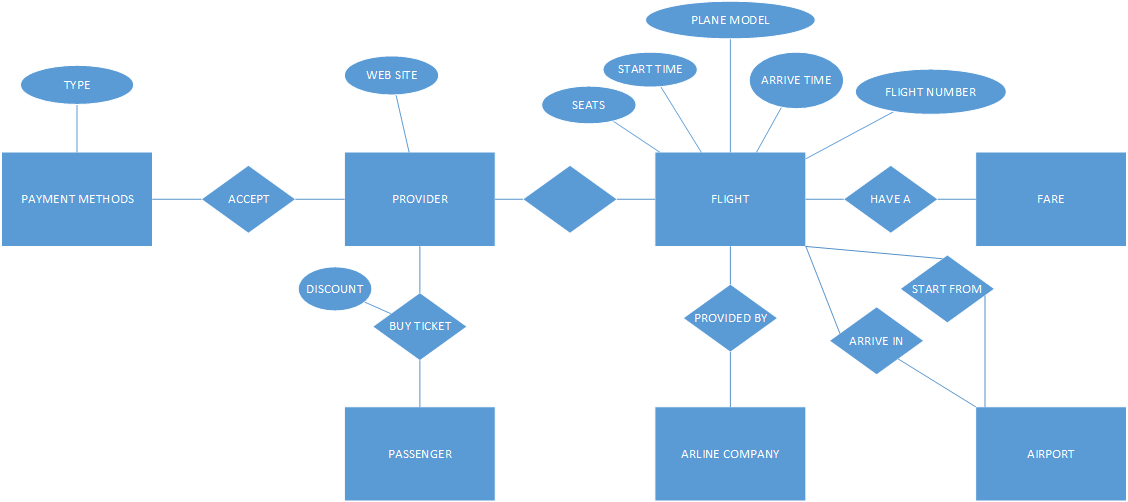 PLANE MODEL
TYPE
WEB SITE
START TIME
ARRIVE TIME
SEATS
FLIGHT NUMBER
PAYMENT METHODS
ACCEPT
PROVIDER
FLIGHT
HAVE A
FARE
DISCOUNT
START FROM
BUY TICKET
PROVIDED BY
ARRIVE IN
PASSENGER
ARLINE COMPANY
AIRPORT